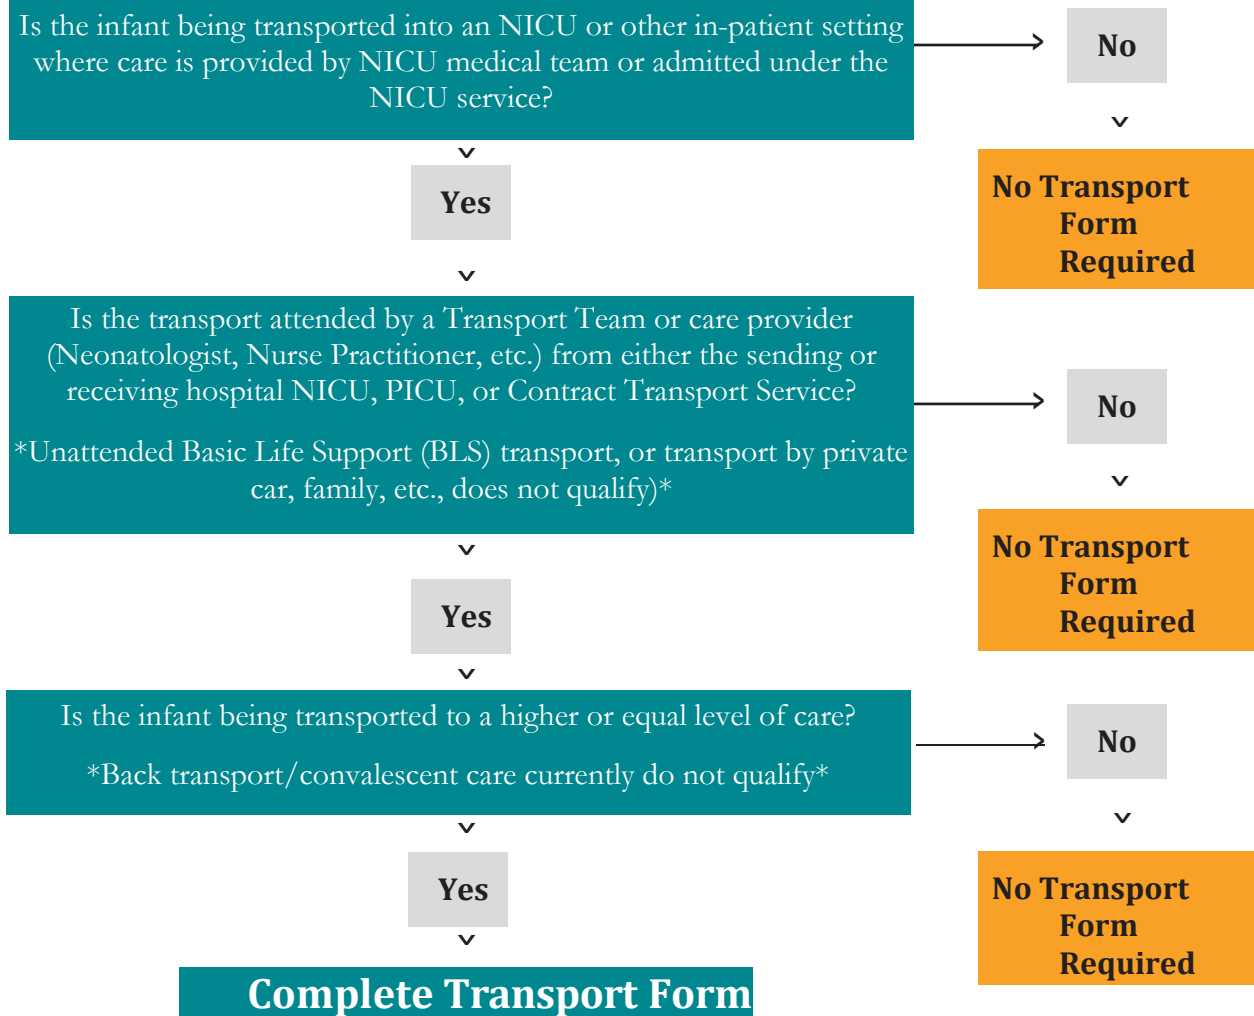 Is the infant being transported into an NICU or other in-patient setting
where care is provided by NICU medical team or admitted under the
NICU service?
No
Yes
No Transport
Form
Required
Is the transport attended by a Transport Team or care provider
(Neonatologist, Nurse Practitioner, etc.) from either the sending or
receiving hospital NICU, PICU, or Contract Transport Service?
*Unattended Basic Life Support (BLS) transport, or transport by private
car, family, etc., does not qualify)*
No
Yes
No Transport
Form
Required
Is the infant being transported to a higher or equal level of care?
*Back transport/convalescent care currently do not qualify*
No
Yes
No Transport
Form
Required
Complete Transport Form